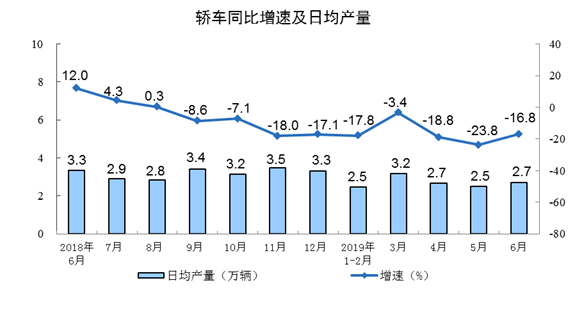 轿车同比增速及日均产量
10
8
6
4
2
0
40
20
0
-20
-40
-60
-80
12.0
4.3
0.3
-8.6
-7.1
-18.0
-17.1
-17.8
-3.4
-18.8
-23.8
-16.8
3.3
2.9
2.8
3.4
3.2
3.5
3.3
2.5
3.2
2.7
2.5
2.7
2018年
6月
7月
8月
9月
10月
11月
12月
2019年
1-2月
3月
4月
5月
6月
日均产量（万辆）
增速（%）